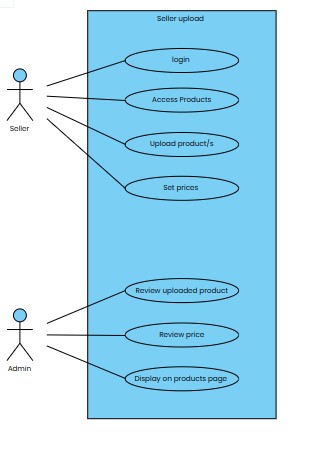 Seller upload
login
Access Products
Seller
Upload product/s
Set prices
Review uploaded product
Review price
Admin
Display on products page